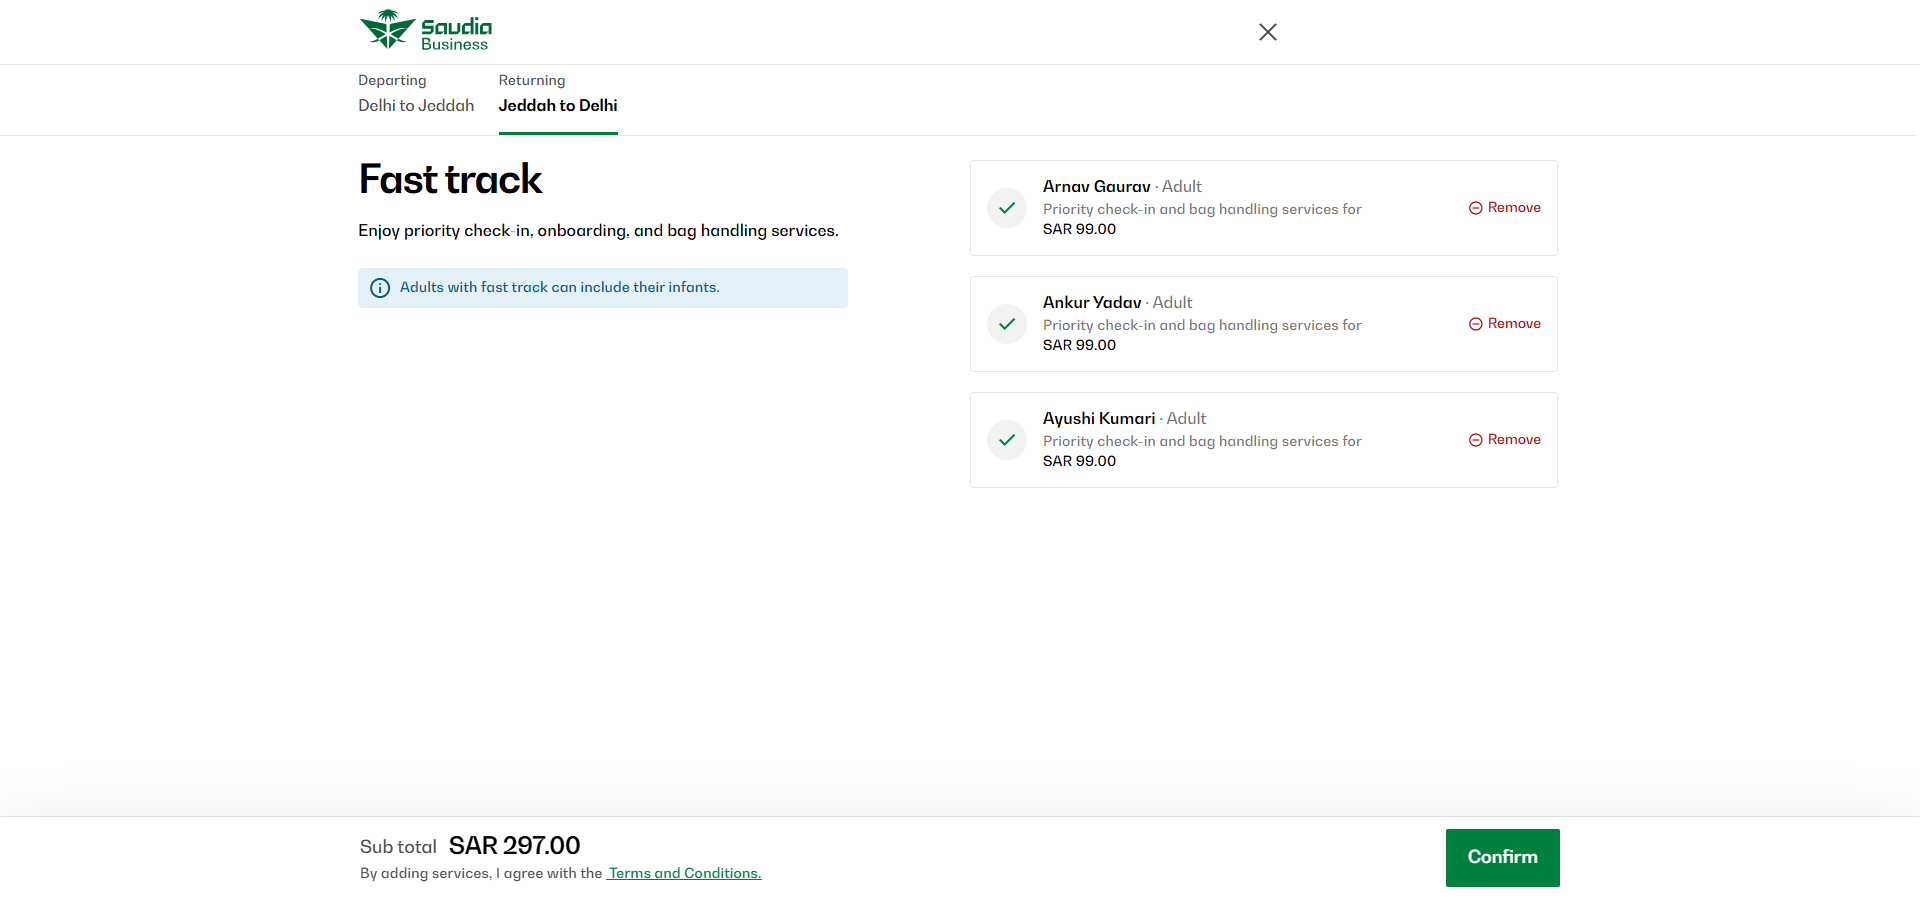 Saudia
Business
Departing
Delhi to Jeddah
Returning
Jeddah to Delhi
Fast track
Enjoy priority check-in, onboarding, and bag handling services.
Adults with fast track can include their infants.
Arnav Gaurav · Adult
Priority check-in and bag handling services for
SAR 99.00
Remove
Ankur Yadav · Adult
Priority check-in and bag handling services for
SAR 99.00
Remove
Ayushi Kumari · Adult
Priority check-in and bag handling services for
SAR 99.00
Remove
Sub total SAR 297.00
By adding services, I agree with the Terms and Conditions.
Confirm